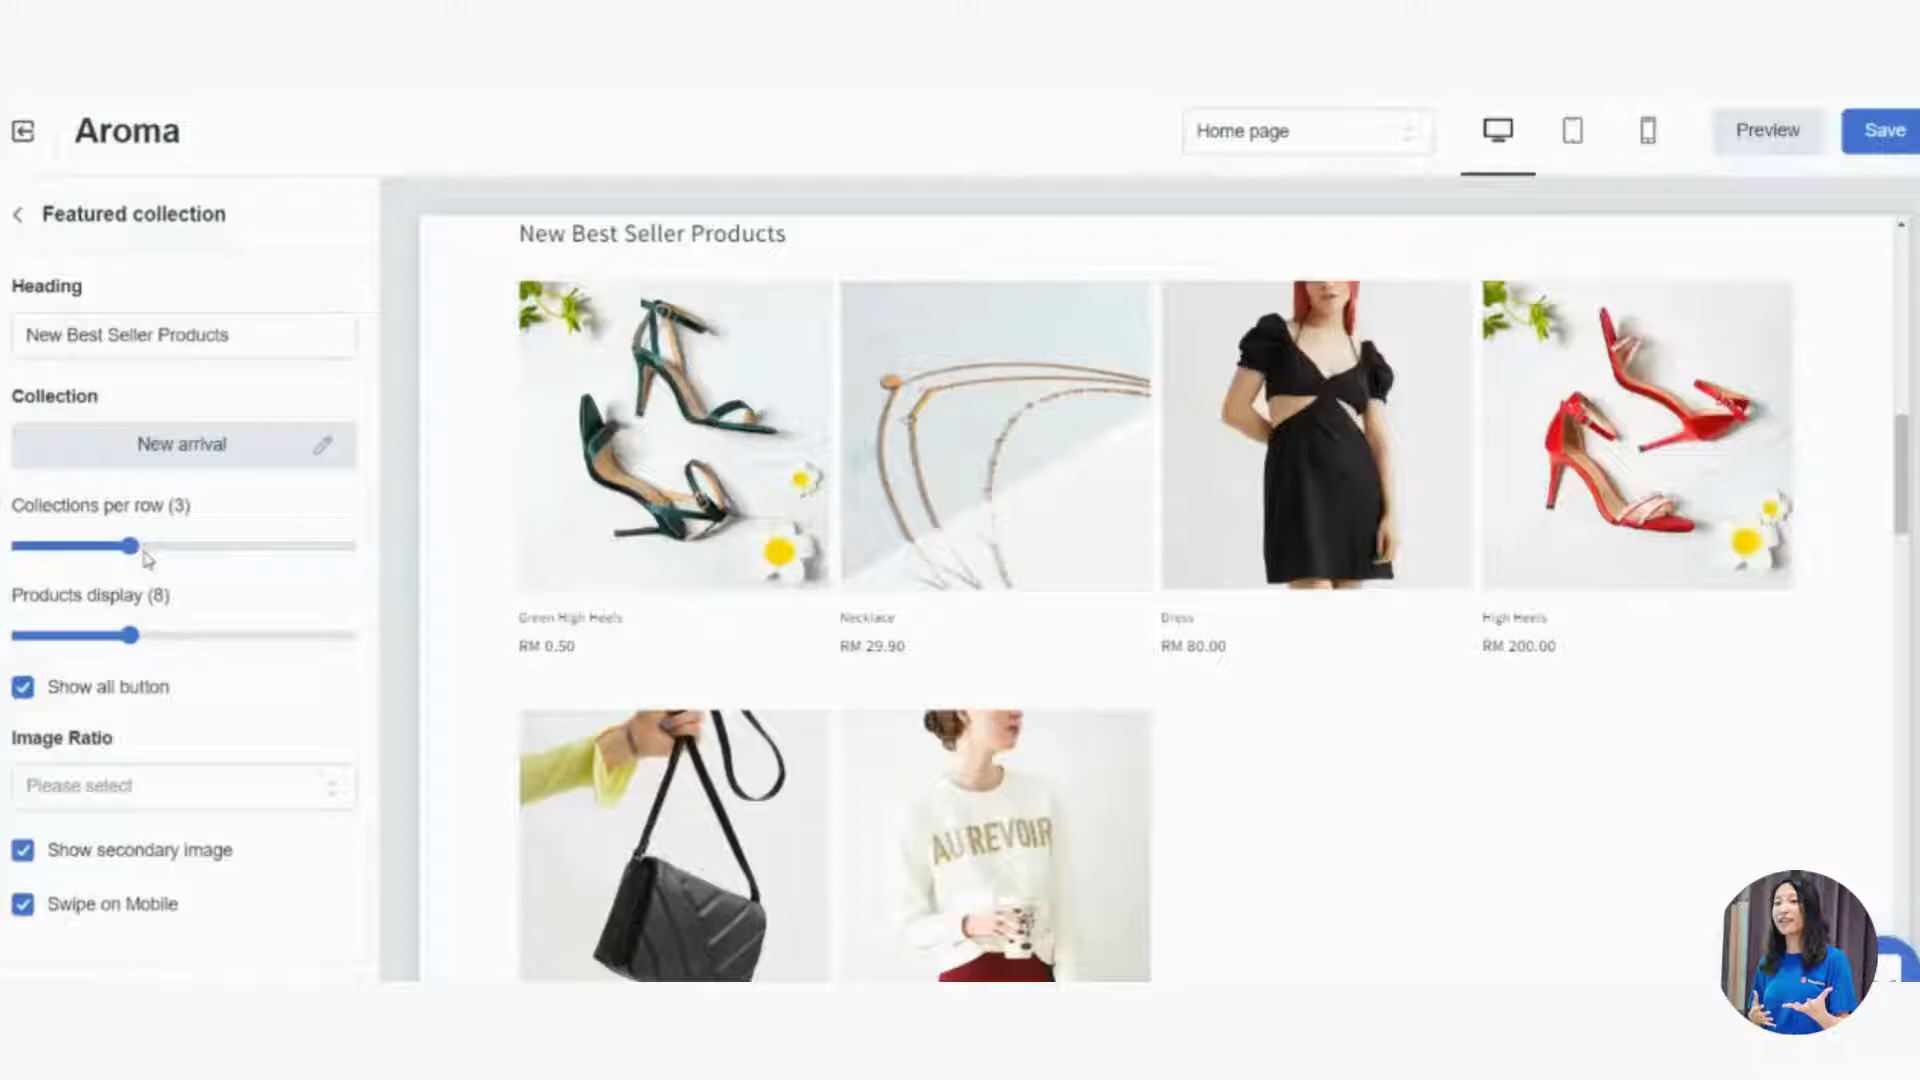 Aroma
Home page
Preview
Save
Featured collection
Heading
New Best Seller Products
Collection
New arrival
Collections per row (3)
Products display (8)
Show all button
Image Ratio
Please select
Show secondary image
Swipe on Mobile
New Best Seller Products
Green High Heels
RM 0.50
Necklace
RM 29.90
Dress
RM 80.00
High Heels
RM 200.00
AU REVOIR